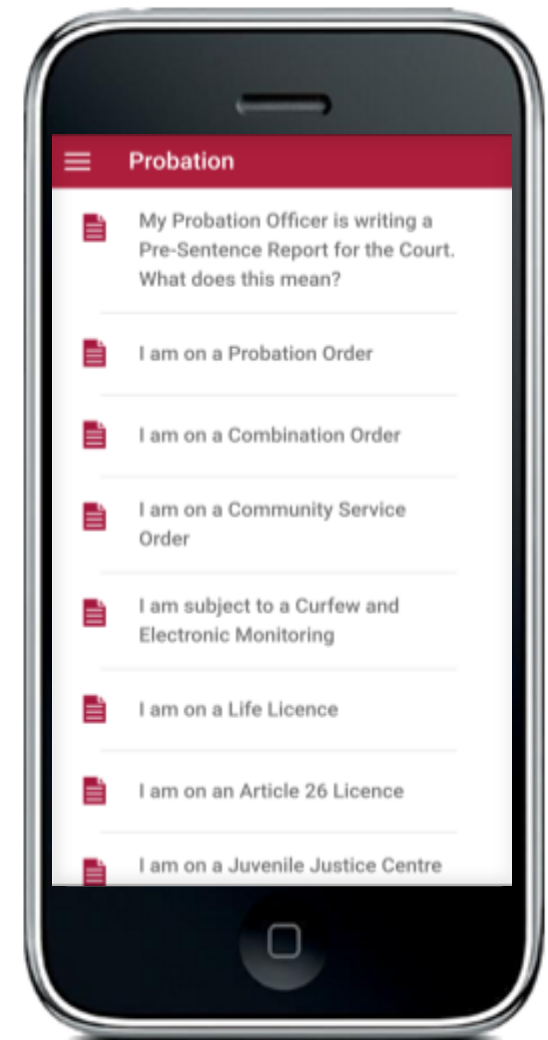 Probation
My Probation Officer is writing a
Pre-Sentence Report for the Court.
What does this mean?
I am on a Probation Order
I am on a Combination Order
I am on a Community Service
Order
I am subject to a Curfew and
Electronic Monitoring
I am on a Life Licence
I am on an Article 26 Licence
I am on a Juvenile Justice Centre